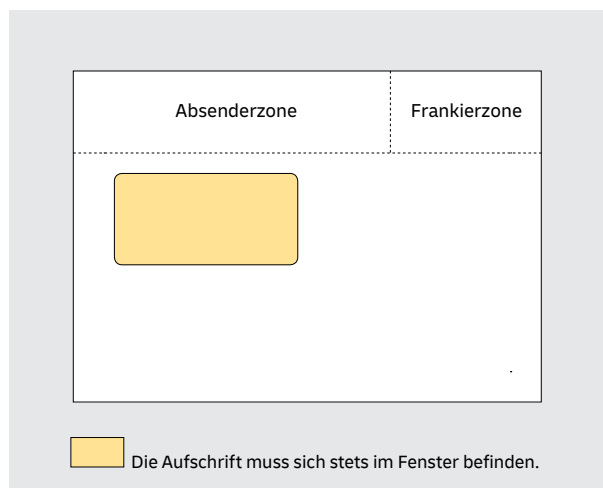 Absenderzone Frankierzone
Die Aufschrift muss sich stets im Fenster befinden.